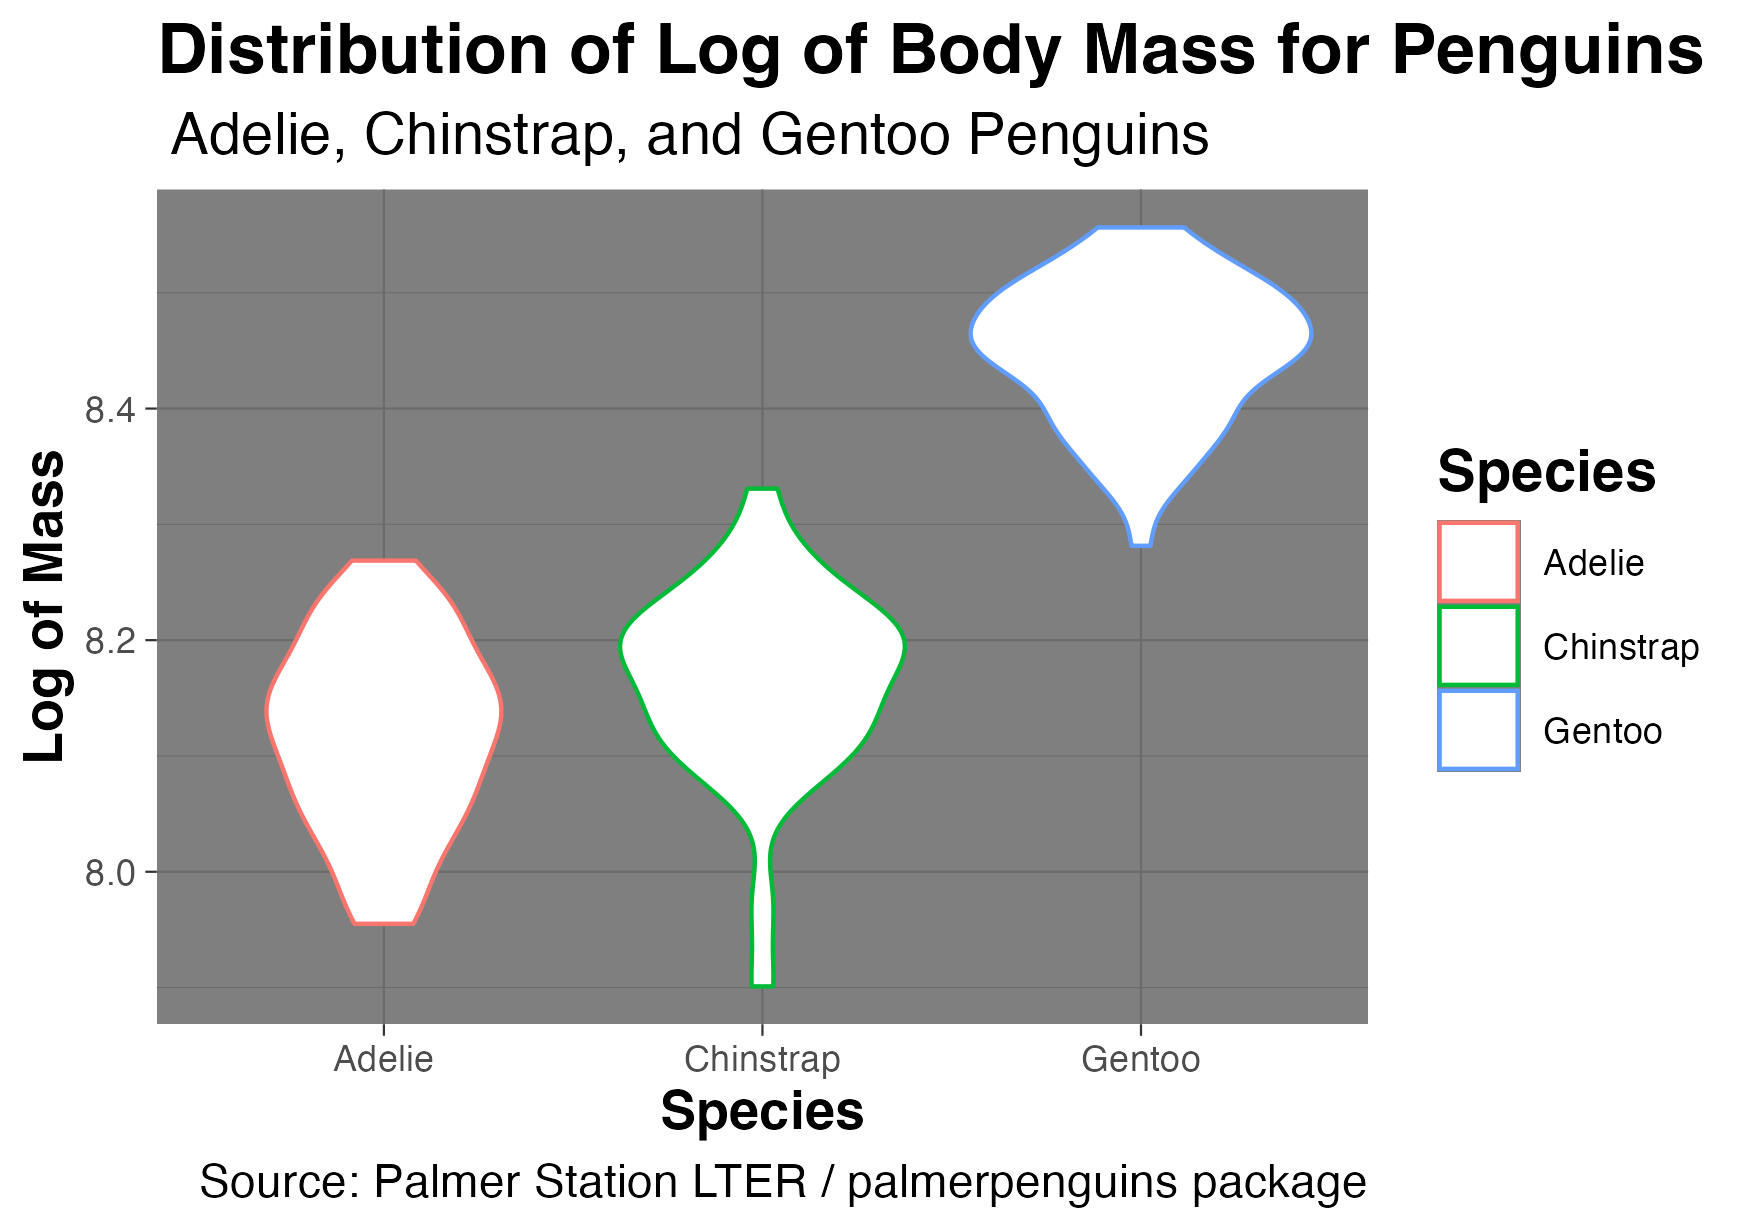 Distribution of Log of Body Mass for Penguins
Adelie, Chinstrap, and Gentoo Penguins
Log of Mass
8.4
8.2
8.0
Adelie
Chinstrap
Gentoo
Species
Species
Adelie
Chinstrap
Gentoo
Source: Palmer Station LTER / palmerpenguins package